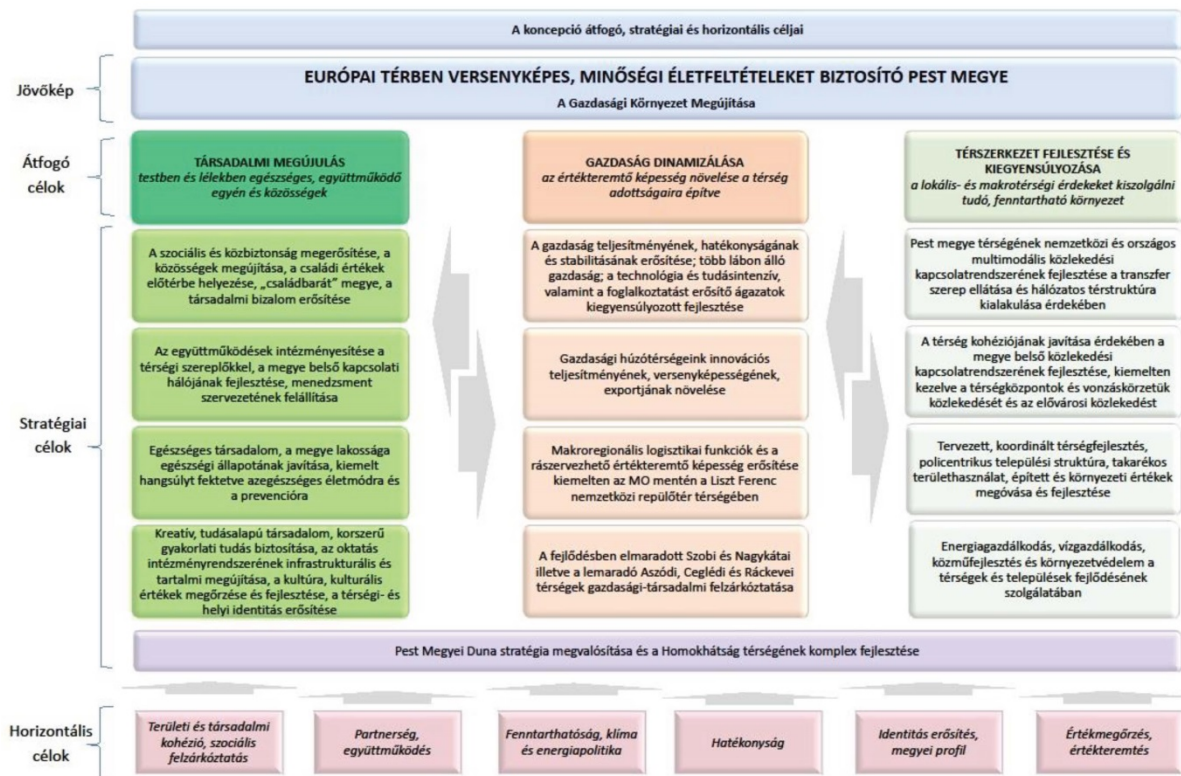 A koncepció átfogó, stratégiai és horizontális céljai
Jövőkép
EURÓPAI TÉRBEN VERSENYKÉPES, MINŐSÉGI ÉLETFELTÉTELEKET BIZTOSÍTÓ PEST MEGYE
A Gazdasági Környezet Megújítása
Átfogó
célok
TÁRSADALMI MEGÚJULÁS
testben és lélekben egészséges, együttműködő
egyén és közösségek
GAZDASÁG DINAMIZÁLÁSA
az értékteremtő képesség növelése a térség
adottságaira építve
TÉRSZERKEZET FEJLESZTÉSE ÉS
KIEGYENSÚLYOZÁSA
a lokális- és makrotérségi érdekeket kiszolgálni
tudó, fenntartható környezet
Stratégiai
célok
A szociális és közbiztonság megerősítése, a
közösségek megújítása, a családi értékek
előtérbe helyezése, „családbarát" megye, a
társadalmi bizalom erősítése
A gazdaság teljesítményének, hatékonyságának
és stabilitásának erősítése; több lábon álló
gazdaság; a technológia és tudásintenzív,
valamint a foglalkoztatást erősítő ágazatok
kiegyensúlyozott fejlesztése
Pest megye térségének nemzetközi és országos
multimodális közlekedési
kapcsolatrendszerének fejlesztése a transzfer
szerep ellátása és hálózatos térstruktúra
kialakulása érdekében
Az együttműködések intézményesítése a
térségi szereplőkkel, a megye belső kapcsolati
hálójának fejlesztése, menedzsment
szervezetének felállítása
Gazdasági húzótérségeink innovációs
teljesítményének, versenyképességének,
exportjának növelése
A térség kohéziójának javítása érdekében a
megye belső közlekedési
kapcsolatrendszerének fejlesztése, kiemelten
kezelve a térségközpontok és vonzáskörzetük
közlekedését és az elővárosi közlekedést
Egészséges társadalom, a megye lakossága
egészségi állapotának javítása, kiemelt
hangsúlyt fektetve azegészséges életmódra és
a prevencióra
Makroregionális logisztikai funkciók és a
rászervezhető értékteremtő képesség erősítése
kiemelten az MO mentén a Liszt Ferenc
nemzetközi repülőtér térségében
Tervezett, koordinált térségfejlesztés,
policentrikus települési struktúra, takarékos
területhasználat, épített és környezeti értékek
megóvása és fejlesztése
Kreatív, tudásalapú társadalom, korszerű
gyakorlati tudás biztosítása, az oktatás
intézményrendszerének infrastrukturális és
tartalmi megújítása, a kultúra, kulturális
értékek megőrzése és fejlesztése, a térségi- és
helyi identitás erősítése
A fejlődésben elmaradott Szobi és Nagykátai
illetve a lemaradó Aszódi, Ceglédi és Ráckevei
térségek gazdasági-társadalmi felzárkóztatása
Energiagazdálkodás, vízgazdálkodás,
közműfejlesztés és környezetvédelem a
térségek és települések fejlődésének
szolgálatában
Pest Megyei Duna stratégia megvalósítása és a Homokhátság térségének komplex fejlesztése
Horizontális
célok
Területi és társadalmi
kohézió, szociális
felzárkóztatás
Partnerség,
együttműködés
Fenntarthatóság, klíma
és energiapolitika
Hatékonyság
Identitás erősítés,
megyei profil
Értékmegőrzés,
értékteremtés